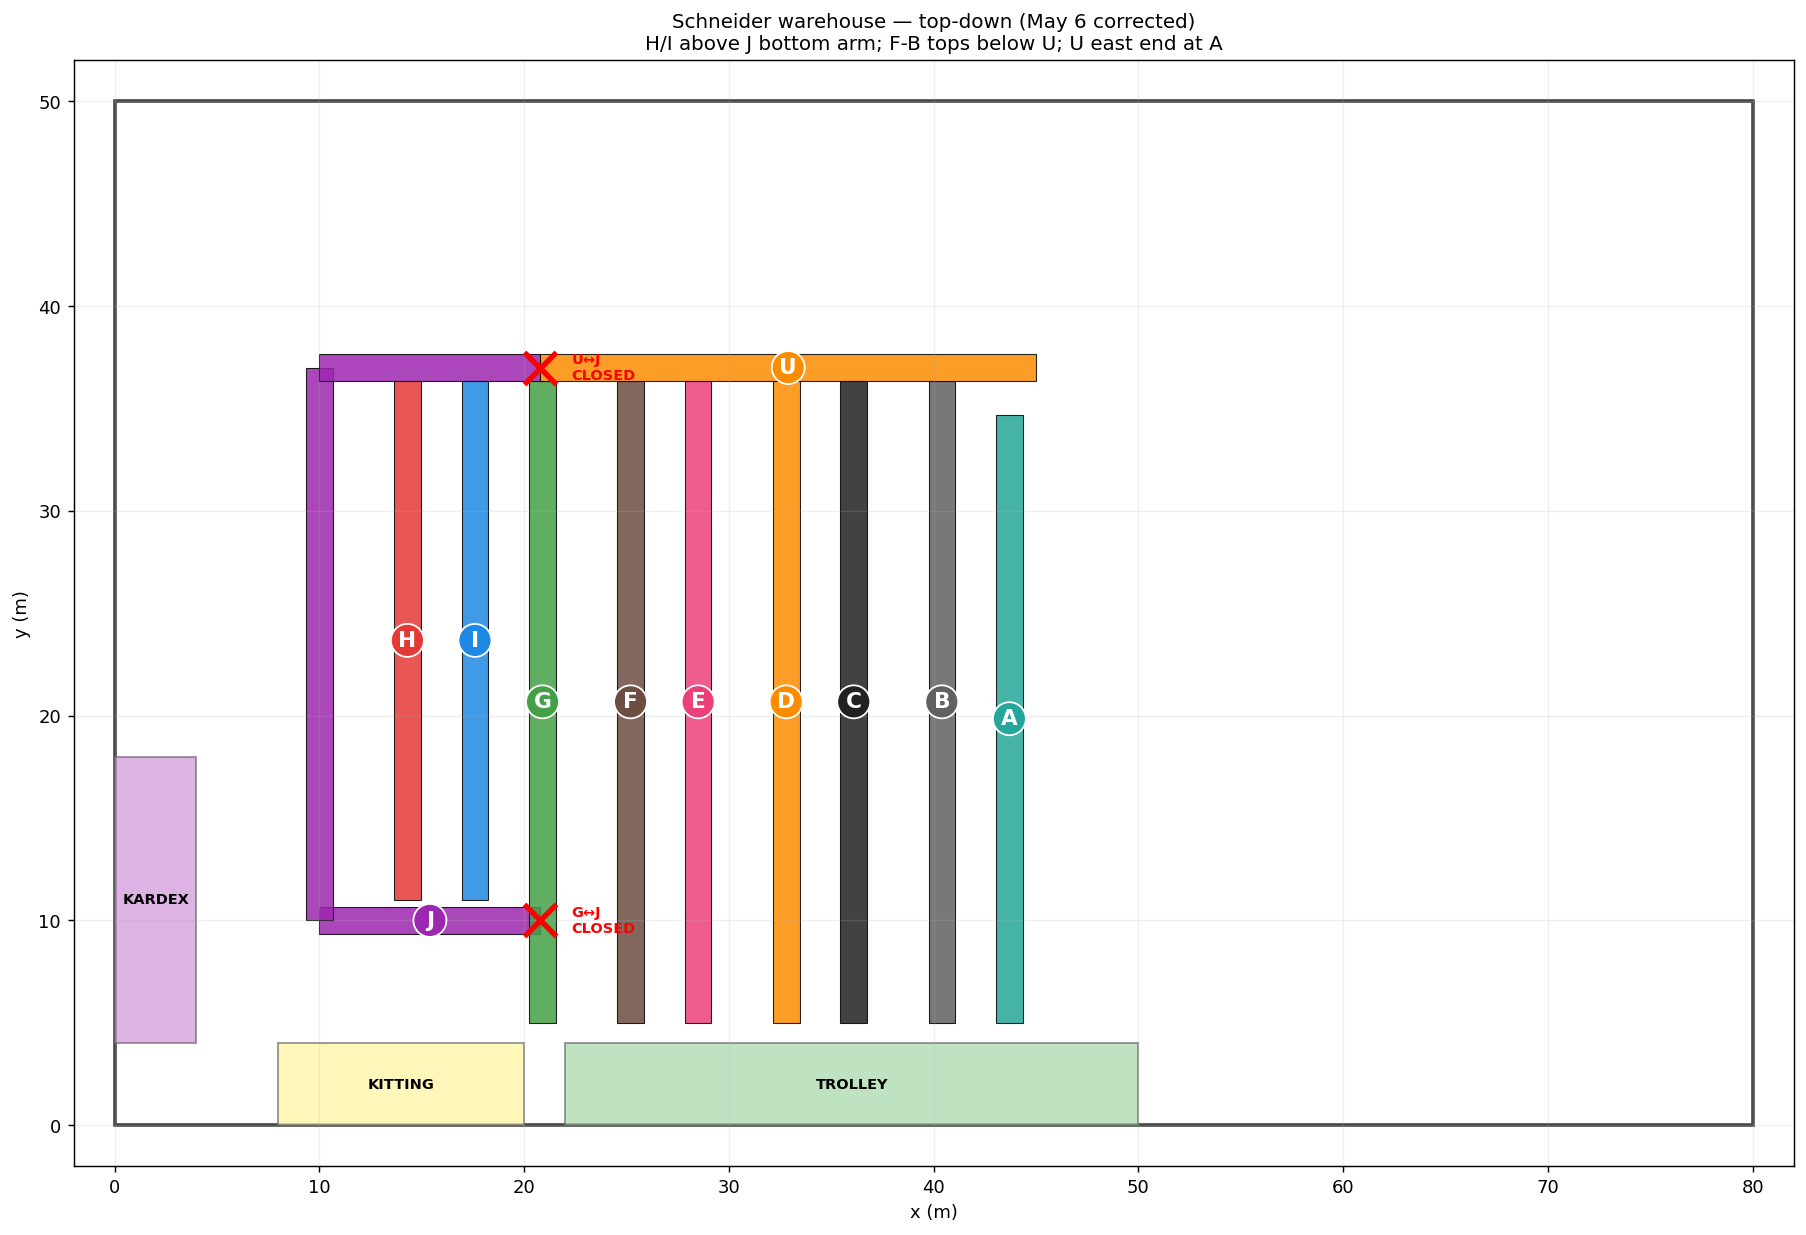 Schneider warehouse — top-down (May 6 corrected)
H/I above J bottom arm; F-B tops below U; U east end at A
50
40
30
20
10
0
y (m)
U↔J
CLOSED
U
H
I
G
F
E
D
C
B
A
KARDEX
J
G↔J
CLOSED
KITTING
TROLLEY
0
10
20
30
40
50
60
70
80
x (m)